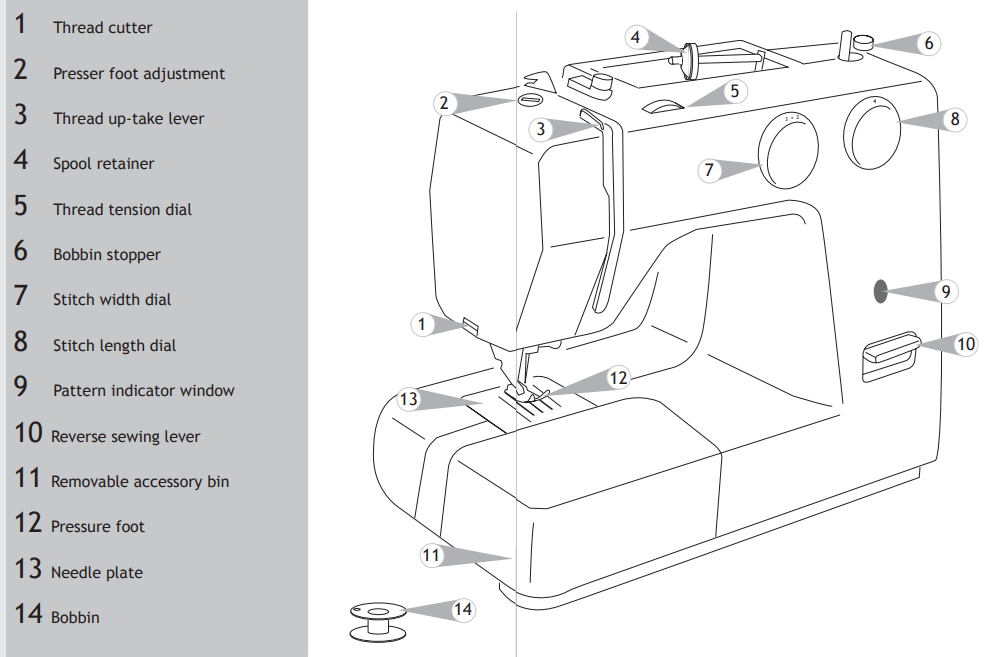 1 Thread cutter
2 Presser foot adjustment
3 Thread up-take lever
4 Spool retainer
5 Thread tension dial
6 Bobbin stopper
7 Stitch width dial
8 Stitch length dial
9 Pattern indicator window
10 Reverse sewing lever
11 Removable accessory bin
12 Pressure foot
13 Needle plate
14 Bobbin
4
6
5
2
8
3
3 • 2
4
7
9
1
10
12
13
11
14